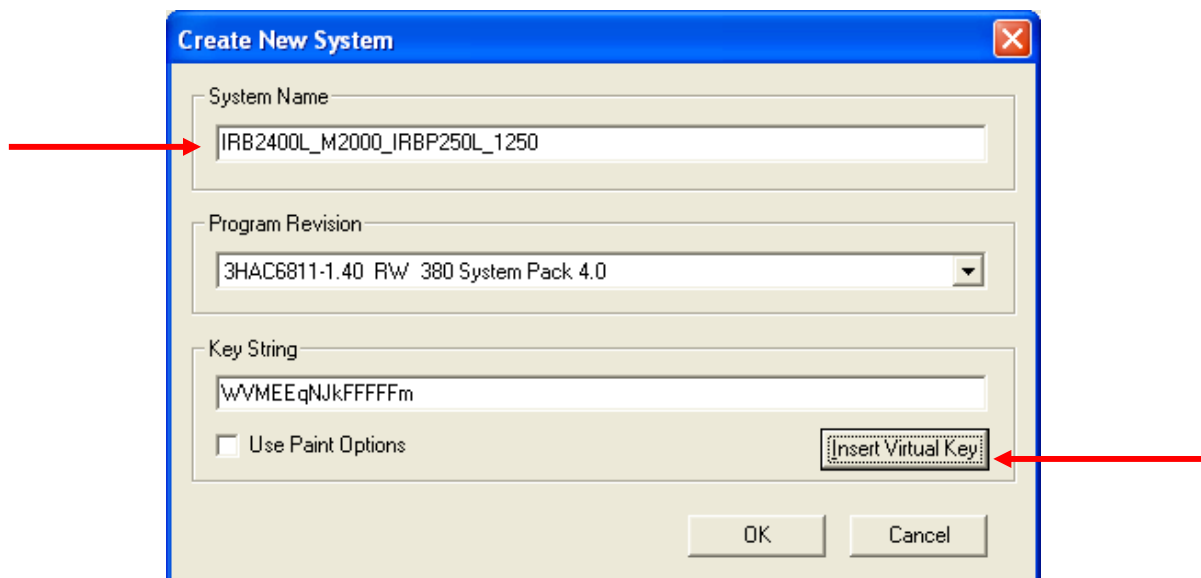 Create New System
System Name
IRB2400L_M2000_IRBP250L_1250
Program Revision
3HAC6811-1.40 RW 380 System Pack 4.0
Key String
WVMEEqNJkFFFFFm
Use Paint Options
Insert Virtual Key
OK
Cancel